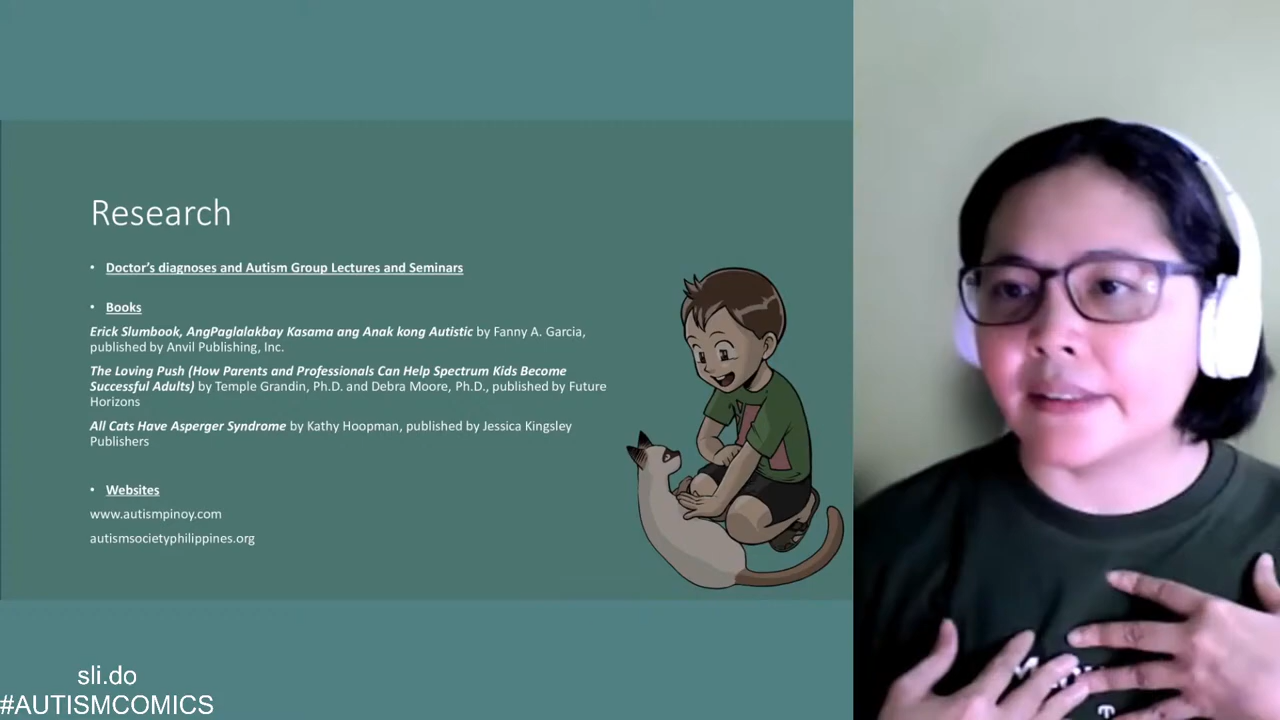 Research
• Doctor's diagnoses and Autism Group Lectures and Seminars
• Books
Erick Slumbook, AngPaglalakbay Kasama ang Anak kong Autistic by Fanny A. Garcia,
published by Anvil Publishing, Inc.
The Loving Push (How Parents and Professionals Can Help Spectrum Kids Become
Successful Adults) by Temple Grandin, Ph.D. and Debra Moore, Ph.D., published by Future
Horizons
All Cats Have Asperger Syndrome by Kathy Hoopman, published by Jessica Kingsley
Publishers
• Websites
www.autismpinoy.com
autismsocietyphilippines.org
sli.do
#AUTISMCOMICS